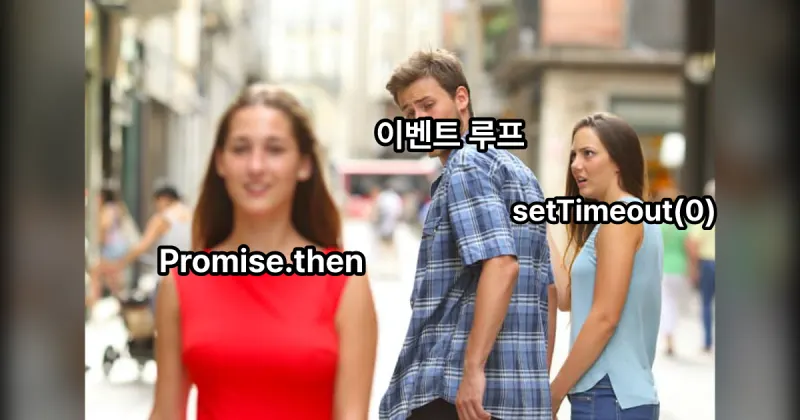 이벤트 루프
setTimeout(0)
Promise.then